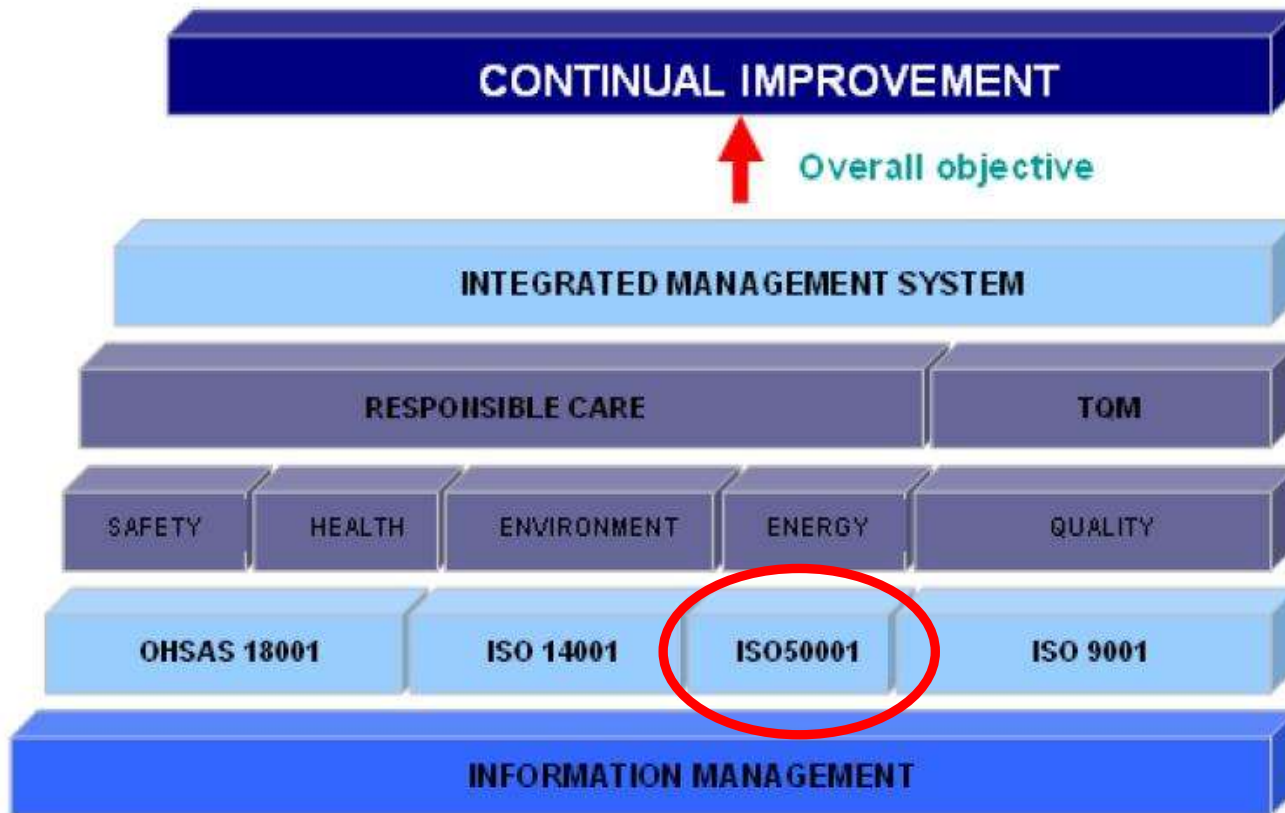 CONTINUAL IMPROVEMENT
Overall objective
INTEGRATED MANAGEMENT SYSTEM
RESPONSIBLE CARE TQM
SAFETY HEALTH ENVIRONMENT ENERGY QUALITY
OHSAS 18001 ISO 14001 ISO50001 ISO 9001
INFORMATION MANAGEMENT